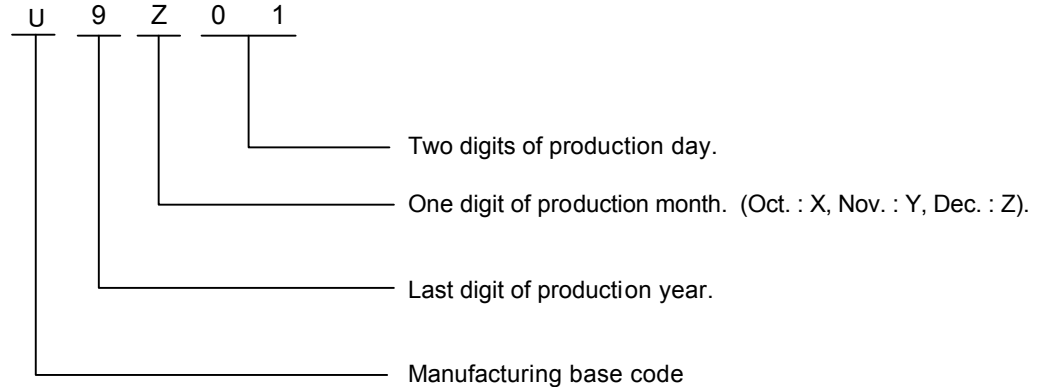 U 9 Z 0 1
Two digits of production day.
One digit of production month. (Oct. : X, Nov. : Y, Dec. : Z).
Last digit of production year.
Manufacturing base code